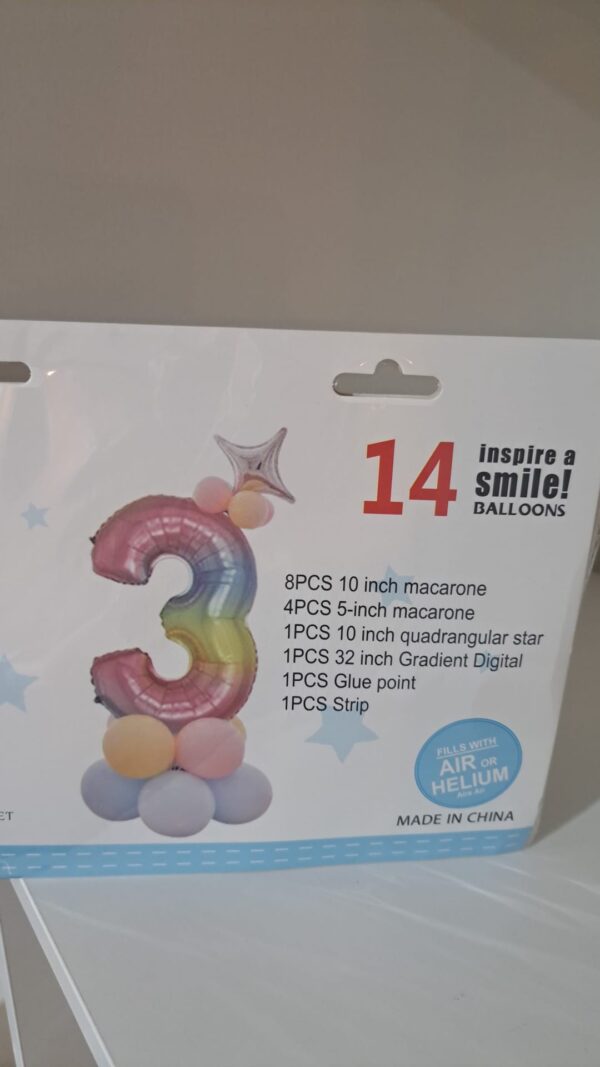 14
inspire a
smile!
BALLOONS
8PCS 10 inch macarone
4PCS 5-inch macarone
1PCS 10 inch quadrangular star
1PCS 32 inch Gradient Digital
1PCS Glue point
1PCS Strip
FILLS WITH
AIR OR
HELIUM
MADE IN CHINA
ET